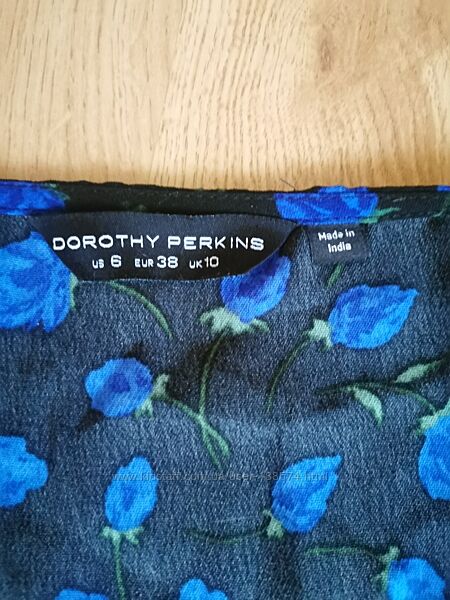 DOROTHY PERKINS
US 6 EUR 38 UK 10
Made in
India